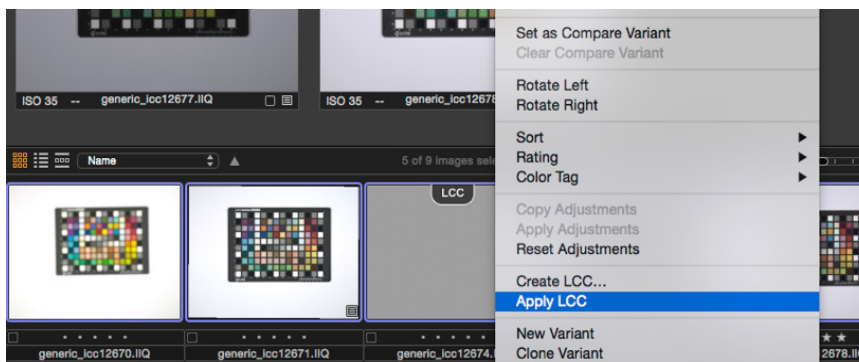 Set as Compare Variant
Clear Compare Variant
Rotate Left
Rotate Right
ISO 35 -- generic_icc12677.IIQ
ISO 35 -- generic_icc12678
Sort
Rating
Color Tag
Name
5 of 9 images sele
LCC
Copy Adjustments
Apply Adjustments
Reset Adjustments
Create LCC...
Apply LCC
New Variant
Clone Variant
generic_icc12670.IIQ
generic_icc12671.IIQ
generic_icc12674.I
2678.II